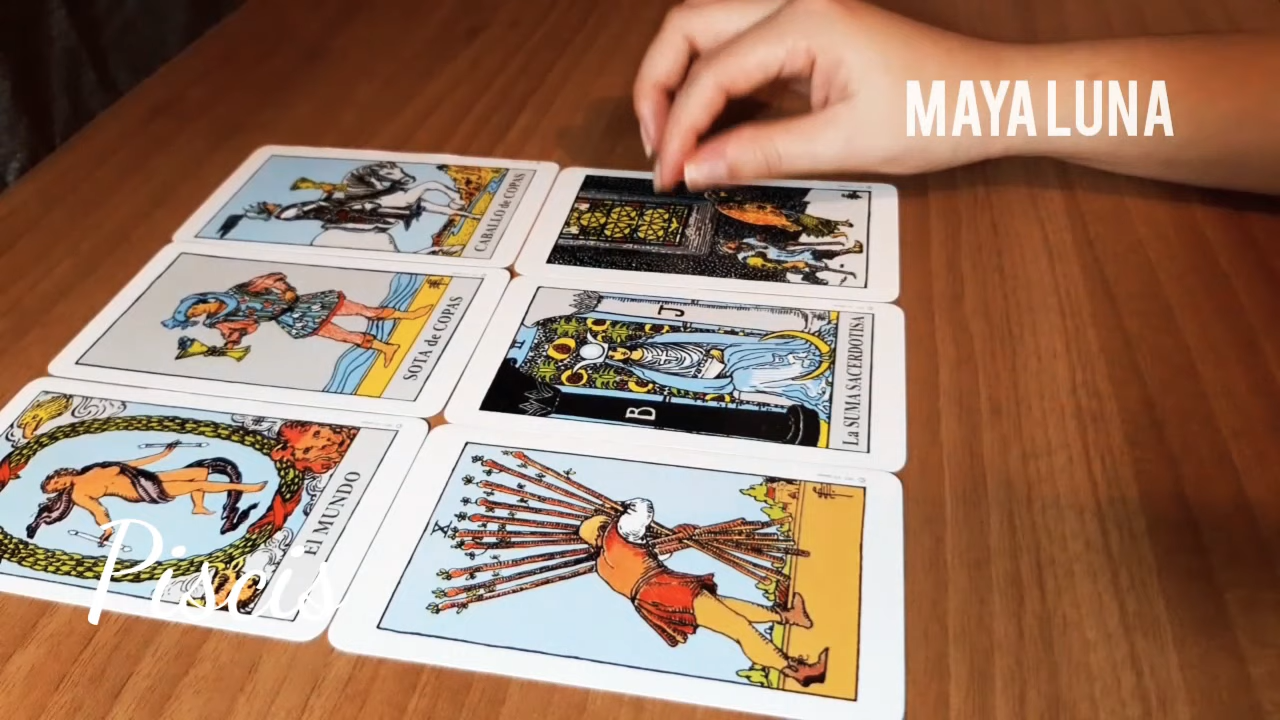 MAYA LUNA
CABALLO de COPAS
SOTA de COPAS
J
B
La SUMA SACERDOTISA
El MUNDO
X
Piscis